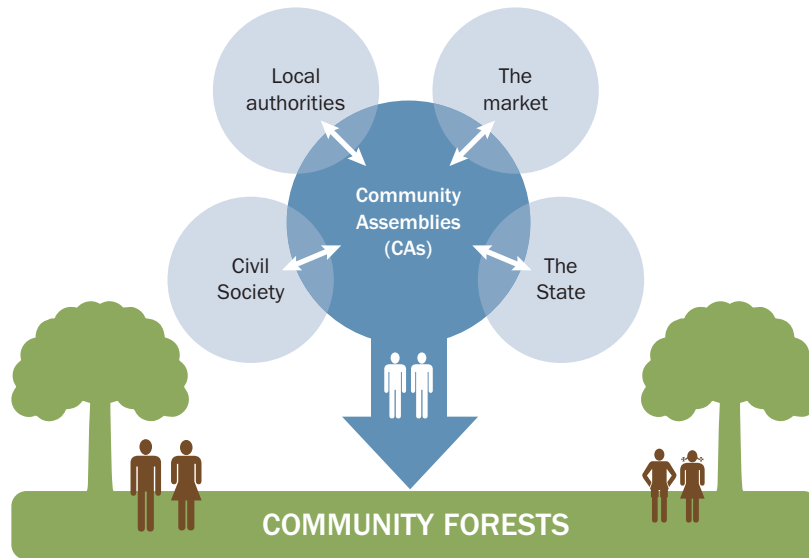 Local
authorities
The
market
Community
Assemblies
(CAs)
Civil
Society
The
State
COMMUNITY FORESTS